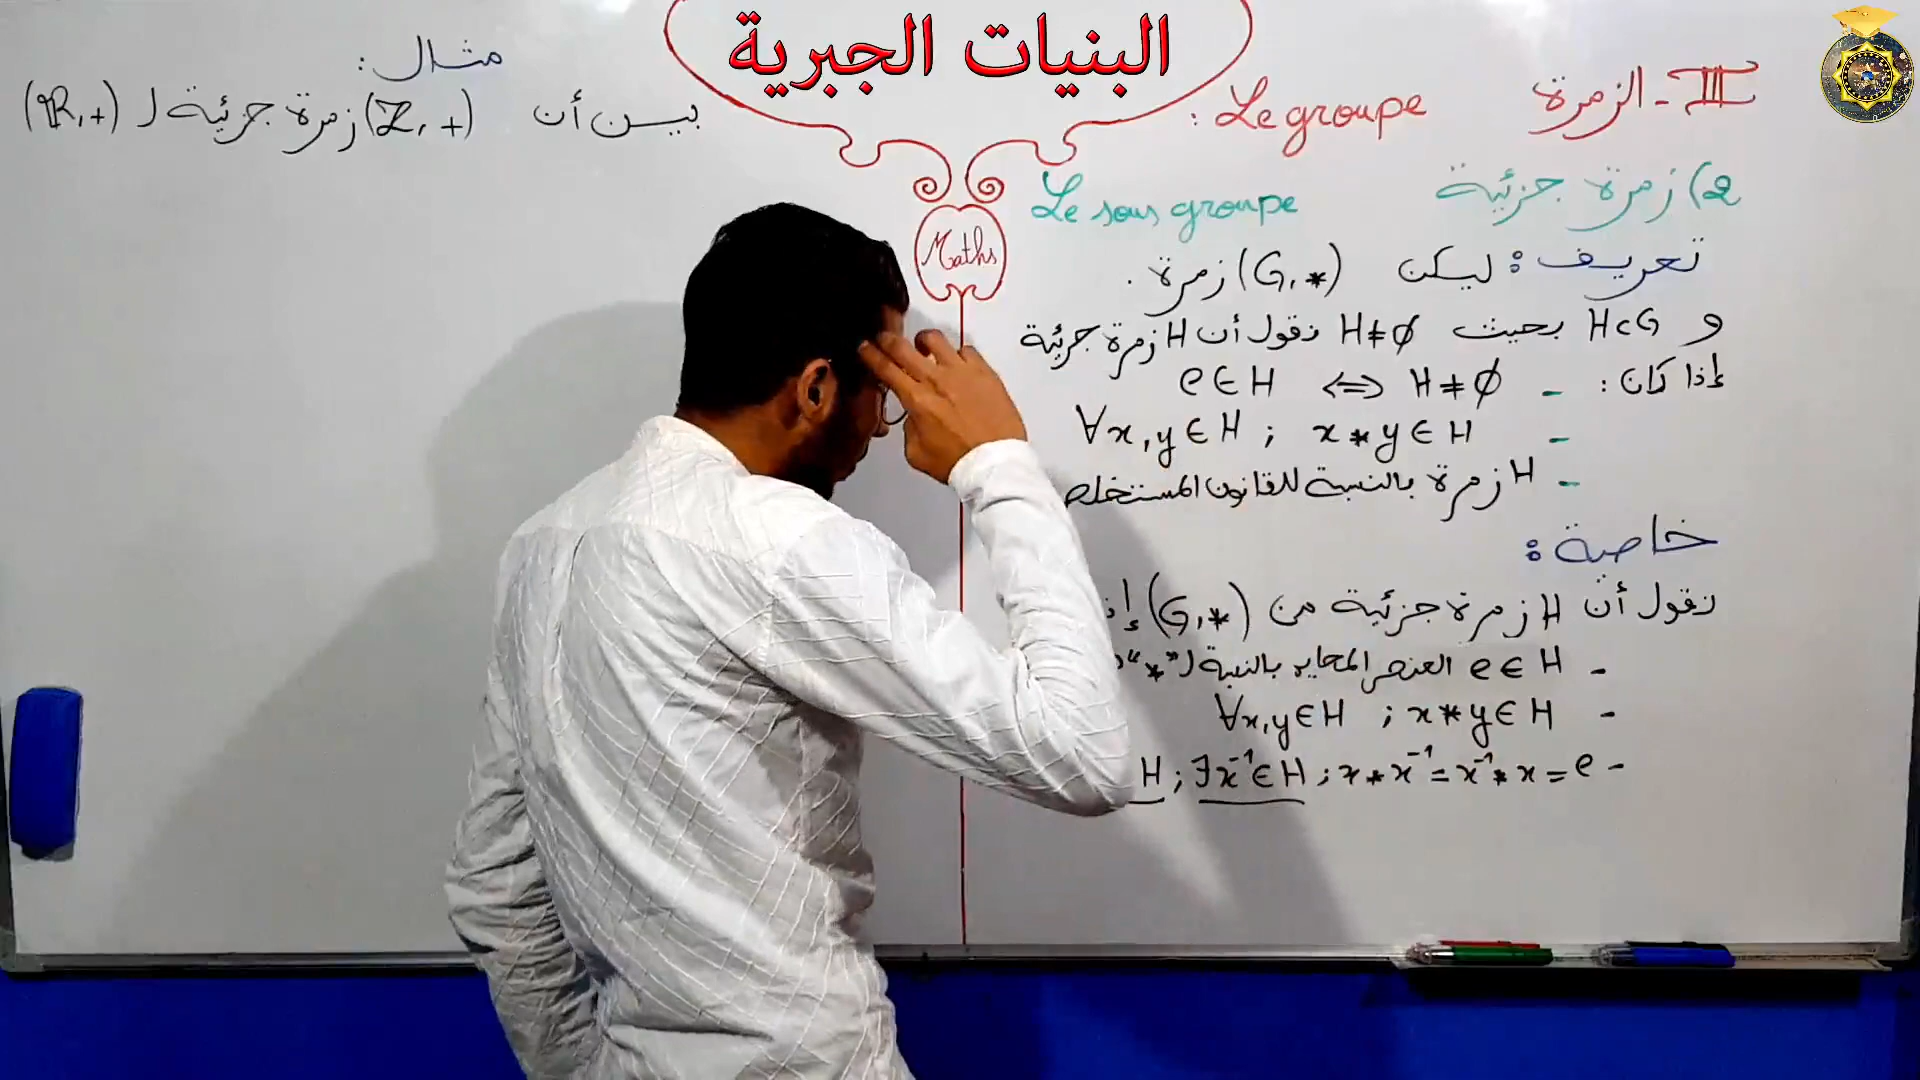 البنيات الجبرية
III - الزمرة Le groupe :
2) زمرة جزئية Le sous groupe
تعريف : ليكن (G,*) زمرة .
و H⊂G بحيث H≠∅ نقول أن H زمرة جزئية
إذا كان : - H≠∅ ⟺ e∈H
- ∀x,y∈H ; x*y∈H
- H زمرة بالنسبة للقانون المستخلص
خاصية :
نقول أن H زمرة جزئية من (G,*)
- e∈H العنصر المحايد بالنسبة ل "*"
- ∀x,y∈H ; x*y∈H
- H ; ∃x⁻¹∈H ; x*x⁻¹=x⁻¹*x=e
Maths
مثال :
بين أن (Z,+) زمرة جزئية ل (R,+)